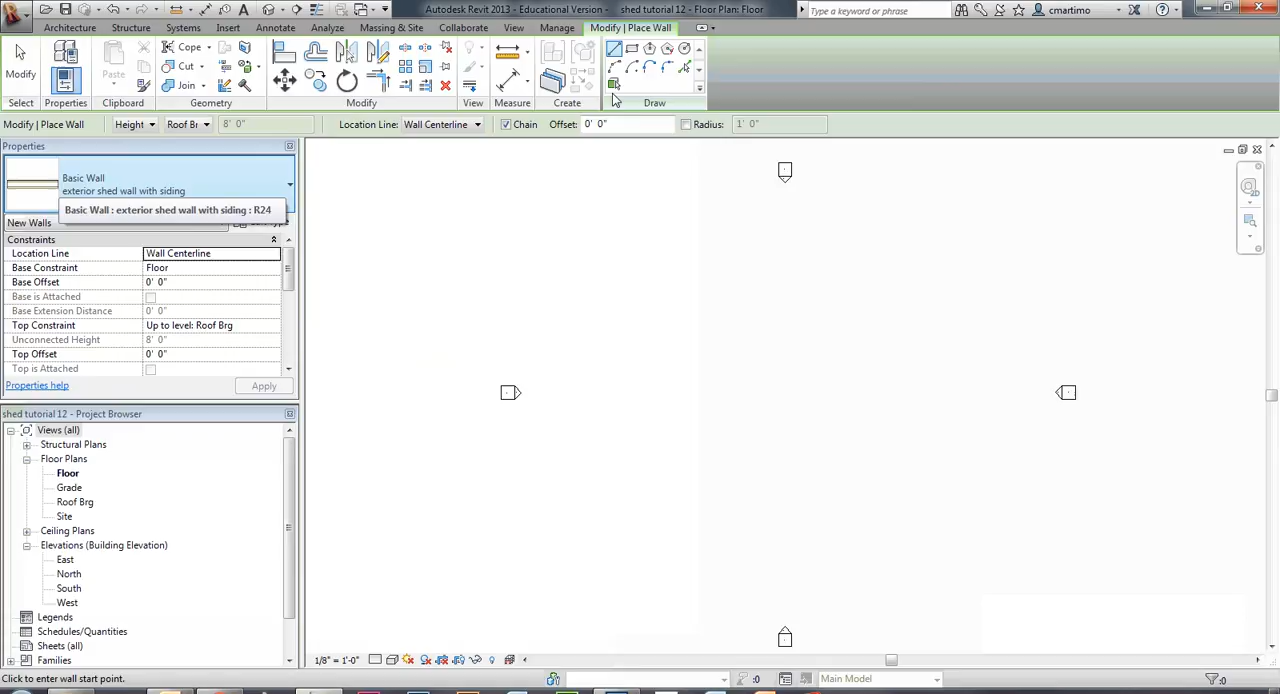 Autodesk Revit 2013 - Educational Version - shed tutorial 12 - Floor Plan: Floor
Type a keyword or phrase
cmartimo
Architecture Structure Systems Insert Annotate Analyze Massing & Site Collaborate View Manage Modify | Place Wall
Modify
Properties
Paste
Cope
Cut
Join
Select Properties Clipboard Geometry Modify View Measure Create Draw
Modify | Place Wall Height Roof Br 8' 0" Location Line: Wall Centerline Chain Offset: 0' 0" Radius: 1' 0"
Properties
Basic Wall
exterior shed wall with siding
Basic Wall : exterior shed wall with siding : R24
New Walls
Constraints
Location Line Wall Centerline
Base Constraint Floor
Base Offset 0' 0"
Base is Attached
Base Extension Distance 0' 0"
Top Constraint Up to level: Roof Brg
Unconnected Height 8' 0"
Top Offset 0' 0"
Top is Attached
Properties help Apply
shed tutorial 12 - Project Browser
Views (all)
Structural Plans
Floor Plans
Floor
Grade
Roof Brg
Site
Ceiling Plans
Elevations (Building Elevation)
East
North
South
West
Legends
Schedules/Quantities
Sheets (all)
Families
1/8" = 1'-0"
Click to enter wall start point. :0 Main Model :0